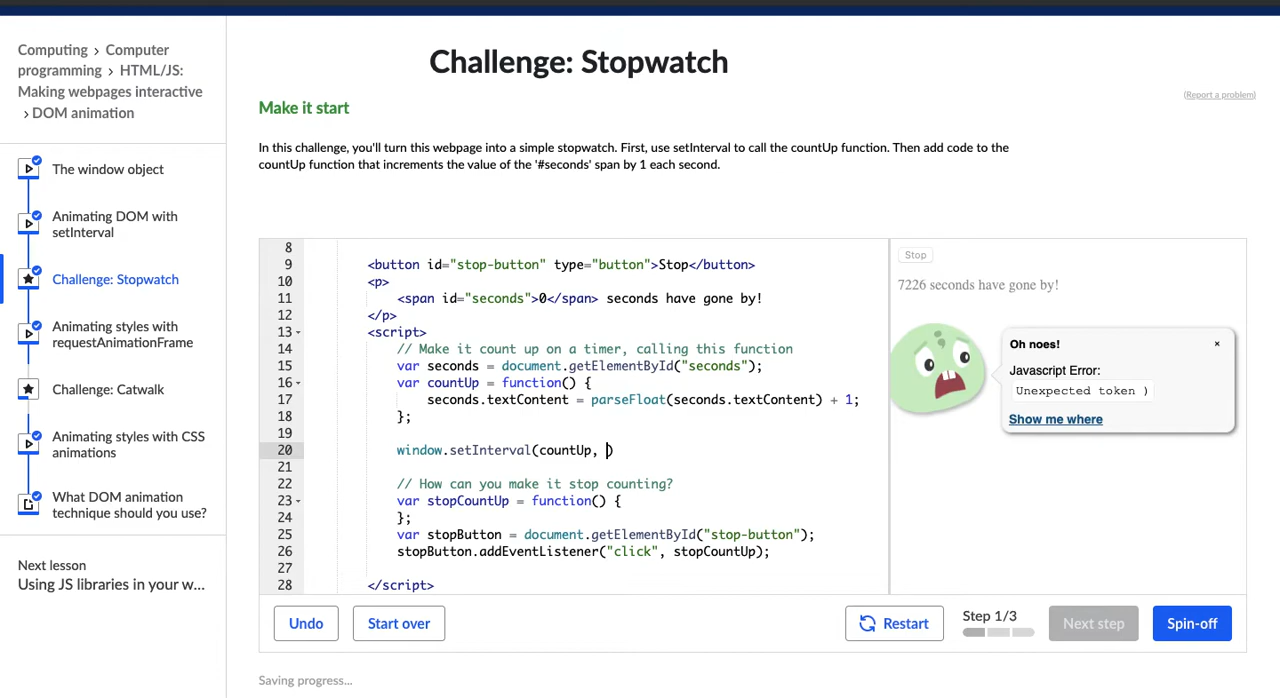 Computing › Computer
programming › HTML/JS:
Making webpages interactive
› DOM animation
The window object
Animating DOM with
setInterval
Challenge: Stopwatch
Animating styles with
requestAnimationFrame
Challenge: Catwalk
Animating styles with CSS
animations
What DOM animation
technique should you use?
Next lesson
Using JS libraries in your w...
Challenge: Stopwatch
(Report a problem)
Make it start
In this challenge, you'll turn this webpage into a simple stopwatch. First, use setInterval to call the countUp function. Then add code to the
countUp function that increments the value of the '#seconds' span by 1 each second.
8
9 <button id="stop-button" type="button">Stop</button>
10 <p>
11 <span id="seconds">0</span> seconds have gone by!
12 </p>
13 <script>
14 // Make it count up on a timer, calling this function
15 var seconds = document.getElementById("seconds");
16 var countUp = function() {
17 seconds.textContent = parseFloat(seconds.textContent) + 1;
18 };
19
20 window.setInterval(countUp, )
21
22 // How can you make it stop counting?
23 var stopCountUp = function() {
24 };
25 var stopButton = document.getElementById("stop-button");
26 stopButton.addEventListener("click", stopCountUp);
27
28 </script>
Stop
7226 seconds have gone by!
Oh noes! ×
Javascript Error:
Unexpected token )
Show me where
Undo
Start over
Restart
Step 1/3
Next step
Spin-off
Saving progress...